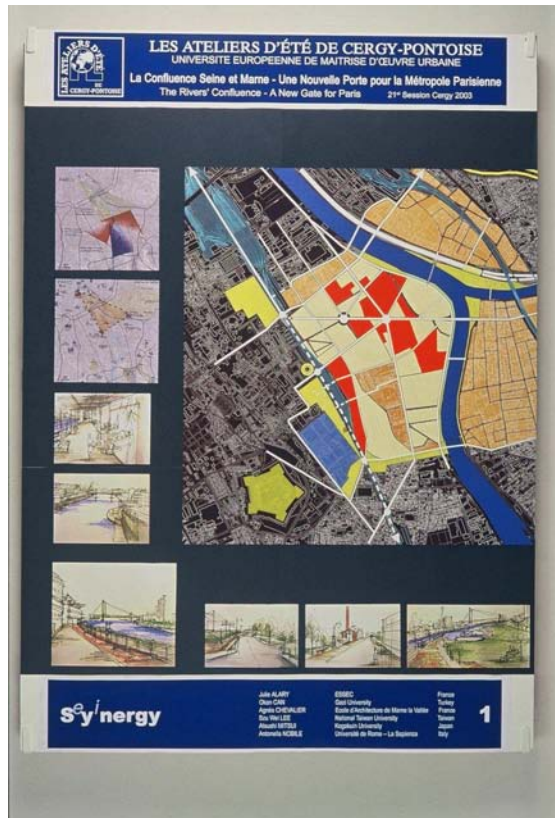 LES ATELIERS D'ÉTÉ
DE
CERGY-PONTOISE
LES ATELIERS D'ÉTÉ DE CERGY-PONTOISE
UNIVERSITE EUROPEENNE DE MAITRISE D'ŒUVRE URBAINE
La Confluence Seine et Marne - Une Nouvelle Porte pour la Métropole Parisienne
The Rivers' Confluence - A New Gate for Paris 21st Session Cergy 2003
Seyinergy
Julie ALARY ESSEC France
Okan CAN Gazi University Turkey
Agnès CHEVALIER Ecole d'Architecture de Marne la Vallée France
Szu Wei LEE National Taiwan University Taiwan
Atsushi MITSUI Kogakuin University Japan
Antonella NOBILE Université de Rome – La Sapienza Italy
1